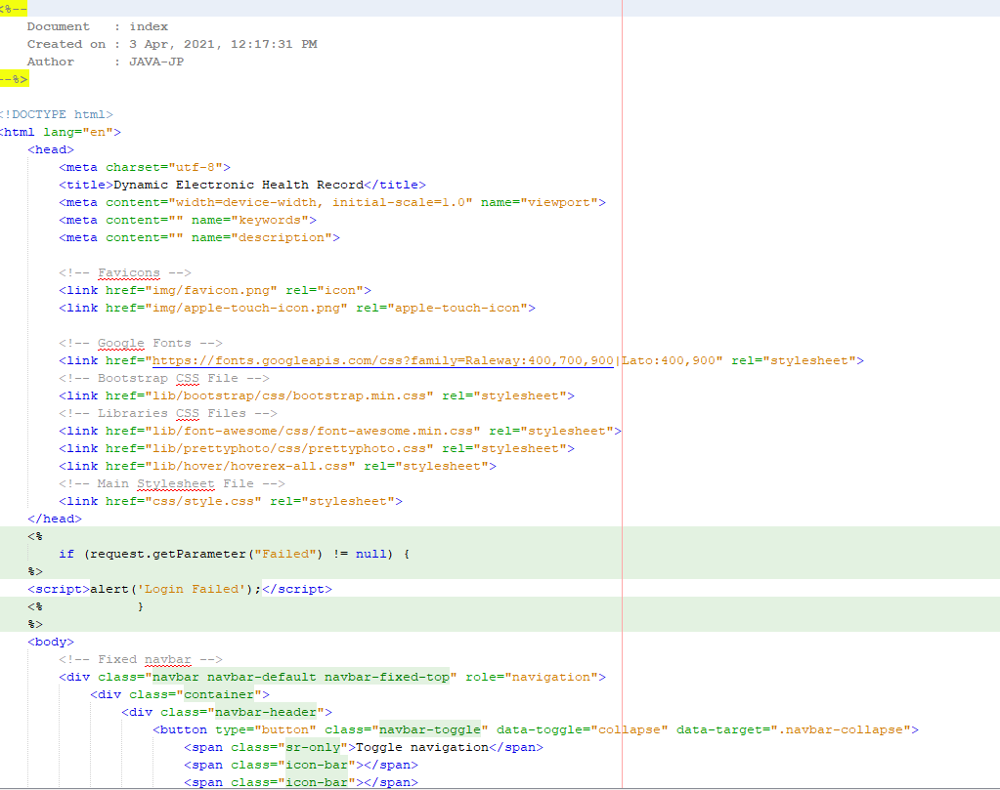 <%--
    Document   : index
    Created on : 3 Apr, 2021, 12:17:31 PM
    Author     : JAVA-JP
--%>

<!DOCTYPE html>
<html lang="en">
    <head>
        <meta charset="utf-8">
        <title>Dynamic Electronic Health Record</title>
        <meta content="width=device-width, initial-scale=1.0" name="viewport">
        <meta content="" name="keywords">
        <meta content="" name="description">

        <!-- Favicons -->
        <link href="img/favicon.png" rel="icon">
        <link href="img/apple-touch-icon.png" rel="apple-touch-icon">

        <!-- Google Fonts -->
        <link href="https://fonts.googleapis.com/css?family=Raleway:400,700,900|Lato:400,900" rel="stylesheet">
        <!-- Bootstrap CSS File -->
        <link href="lib/bootstrap/css/bootstrap.min.css" rel="stylesheet">
        <!-- Libraries CSS Files -->
        <link href="lib/font-awesome/css/font-awesome.min.css" rel="stylesheet">
        <link href="lib/prettyphoto/css/prettyphoto.css" rel="stylesheet">
        <link href="lib/hover/hoverex-all.css" rel="stylesheet">
        <!-- Main Stylesheet File -->
        <link href="css/style.css" rel="stylesheet">
    </head>
    <%
        if (request.getParameter("Failed") != null) {
    %>
    <script>alert('Login Failed');</script>
    <%            }
    %>
    <body>
        <!-- Fixed navbar -->
        <div class="navbar navbar-default navbar-fixed-top" role="navigation">
            <div class="container">
                <div class="navbar-header">
                    <button type="button" class="navbar-toggle" data-toggle="collapse" data-target=".navbar-collapse">
                        <span class="sr-only">Toggle navigation</span>
                        <span class="icon-bar"></span>
                        <span class="icon-bar"></span>